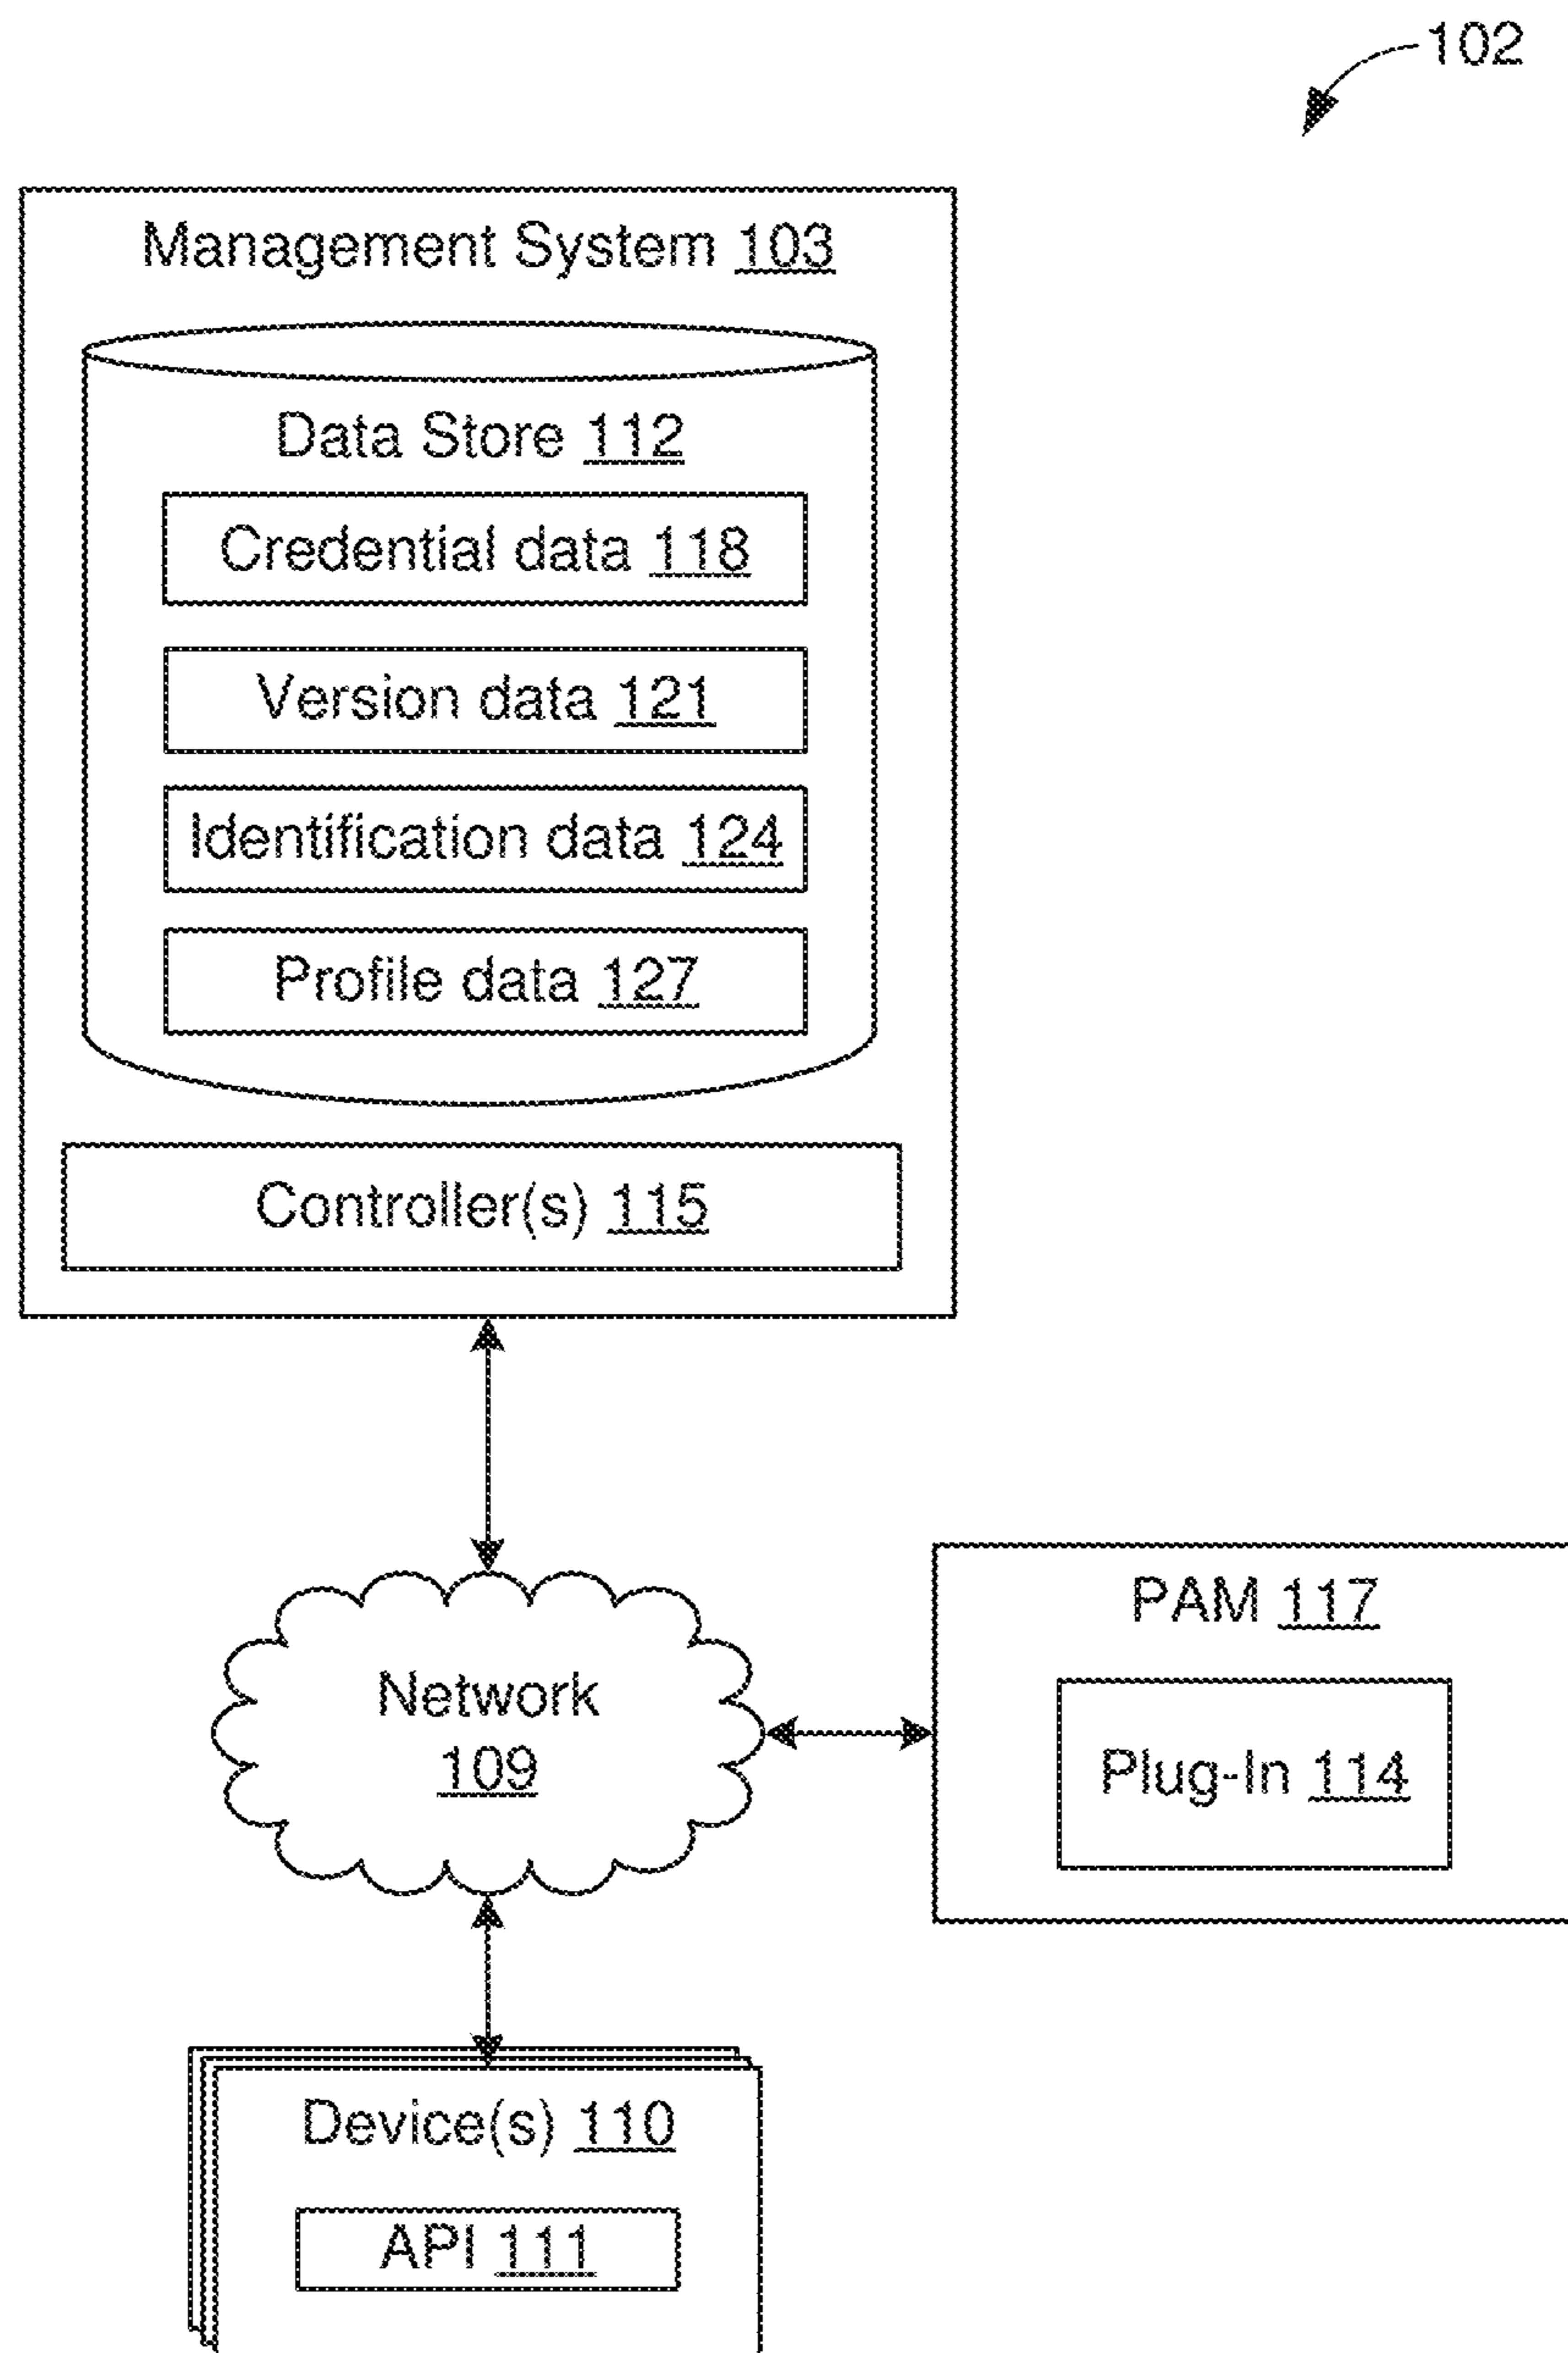 102
Management System 103
Data Store 112
Credential data 118
Version data 121
Identification data 124
Profile data 127
Controller(s) 115
Network
109
PAM 117
Plug-In 114
Device(s) 110
API 111